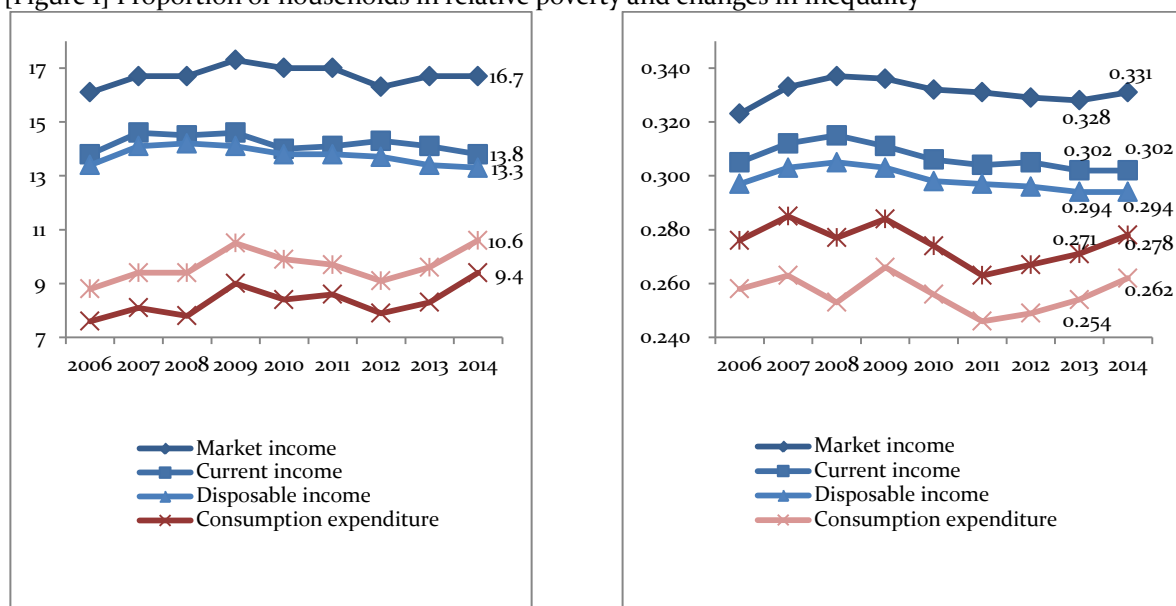 [Figure 1] Proportion of households in relative poverty and changes in inequality
17
15
13
11
9
7
16.7
13.8
13.3
10.6
9.4
2006 2007 2008 2009 2010 2011 2012 2013 2014
Market income
Current income
Disposable income
Consumption expenditure
0.340
0.320
0.300
0.280
0.260
0.240
0.331
0.328
0.302 0.302
0.294 0.294
0.271 0.278
0.262
0.254
2006 2007 2008 2009 2010 2011 2012 2013 2014
Market income
Current income
Disposable income
Consumption expenditure